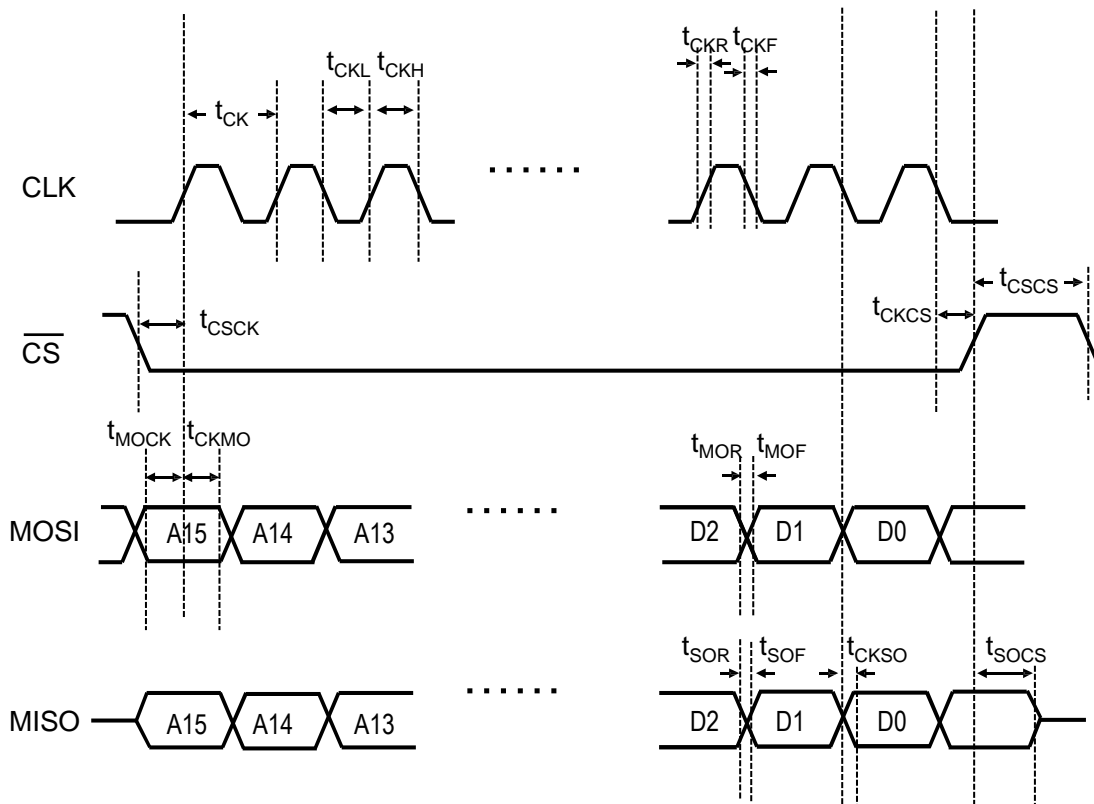 tCKR tCKF
tCKL tCKH
tCK
CLK
......
tCSCS
tCSCK
tCKCS
CS
tMOCK tCKMO
tMOR tMOF
MOSI
A15 A14 A13
......
D2 D1 D0
tSOR tSOF tCKSO tSOCS
MISO
A15 A14 A13
......
D2 D1 D0